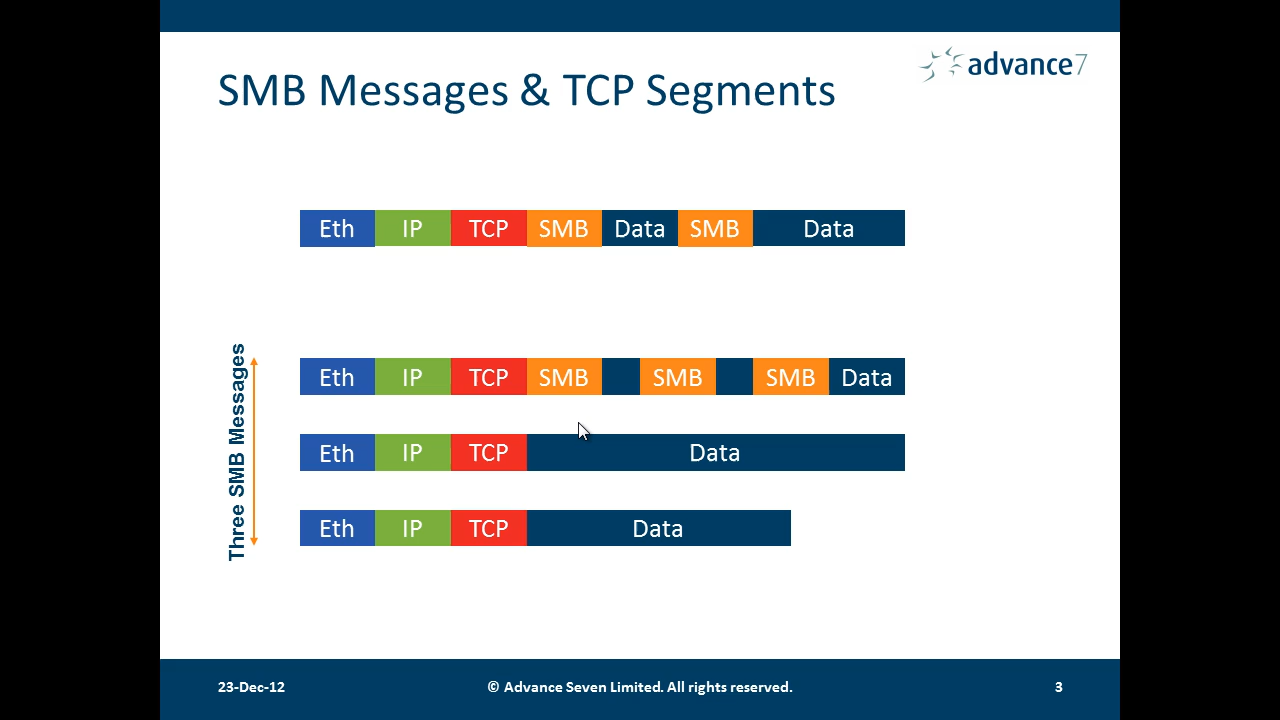 advance7
SMB Messages & TCP Segments
Eth IP TCP SMB Data SMB Data
Three SMB Messages
Eth IP TCP SMB SMB SMB Data
Eth IP TCP Data
Eth IP TCP Data
23-Dec-12 © Advance Seven Limited. All rights reserved. 3